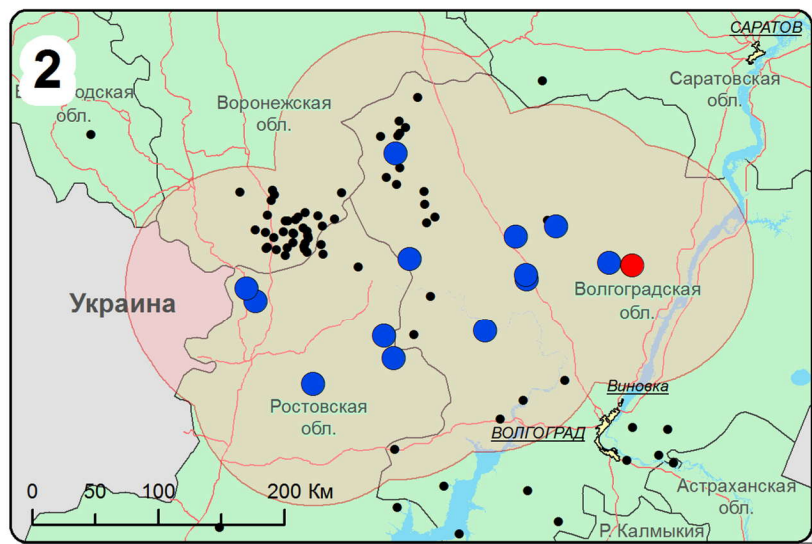 2
САРАТОВ
Саратовская
обл.
Воронежская
обл.
обл.
Украина
Волгоградская
обл.
Виновка
ВОЛГОГРАД
Ростовская
обл.
Астраханская
обл.
Р. Калмыкия
0 50 100 200 Км